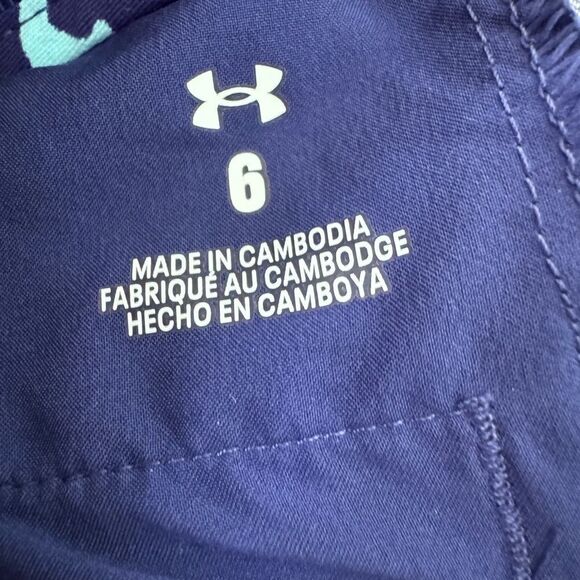 6
MADE IN CAMBODIA
FABRIQUÉ AU CAMBODGE
HECHO EN CAMBOYA